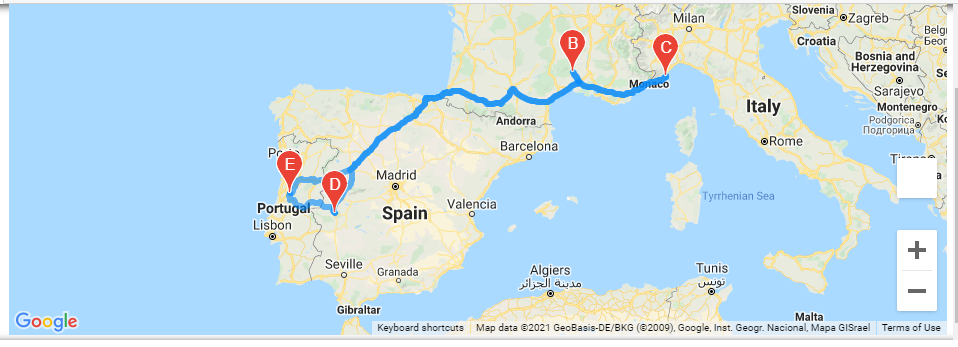 Slovenia
Milan
Zagreb
Croatia
B
C
Bosnia and
Herzegovina
Monaco
Sarajevo
Italy
Montenegro
Andorra
Podgorica
Подгорица
Rome
Barcelona
E
D
Madrid
Portugal
Spain
Valencia
Tyrrhenian Sea
Lisbon
Seville
Granada
Algiers
مدينة الجزائر
Tunis
تونس
Gibraltar
Malta
Google
Keyboard shortcuts
Map data ©2021 GeoBasis-DE/BKG (©2009), Google, Inst. Geogr. Nacional, Mapa GISrael
Terms of Use